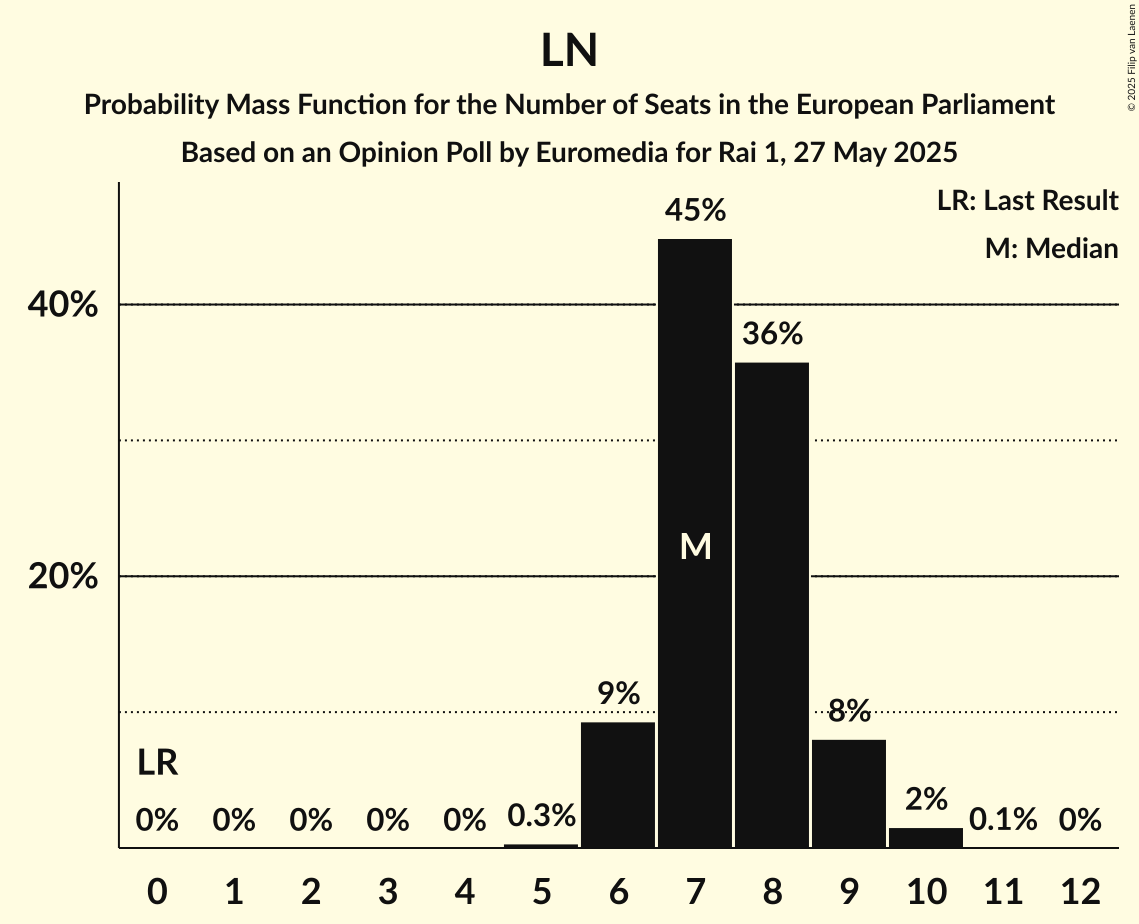 LN
Probability Mass Function for the Number of Seats in the European Parliament
Based on an Opinion Poll by Euromedia for Rai 1, 27 May 2025
© 2025 Filip van Laenen
LR: Last Result
M: Median
45%
40%
36%
M
20%
9%
8%
LR
0% 0% 0% 0% 0% 0.3% 2% 0.1% 0%
0 1 2 3 4 5 6 7 8 9 10 11 12